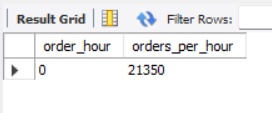 Result Grid Filter Rows:
order_hour orders_per_hour
0 21350